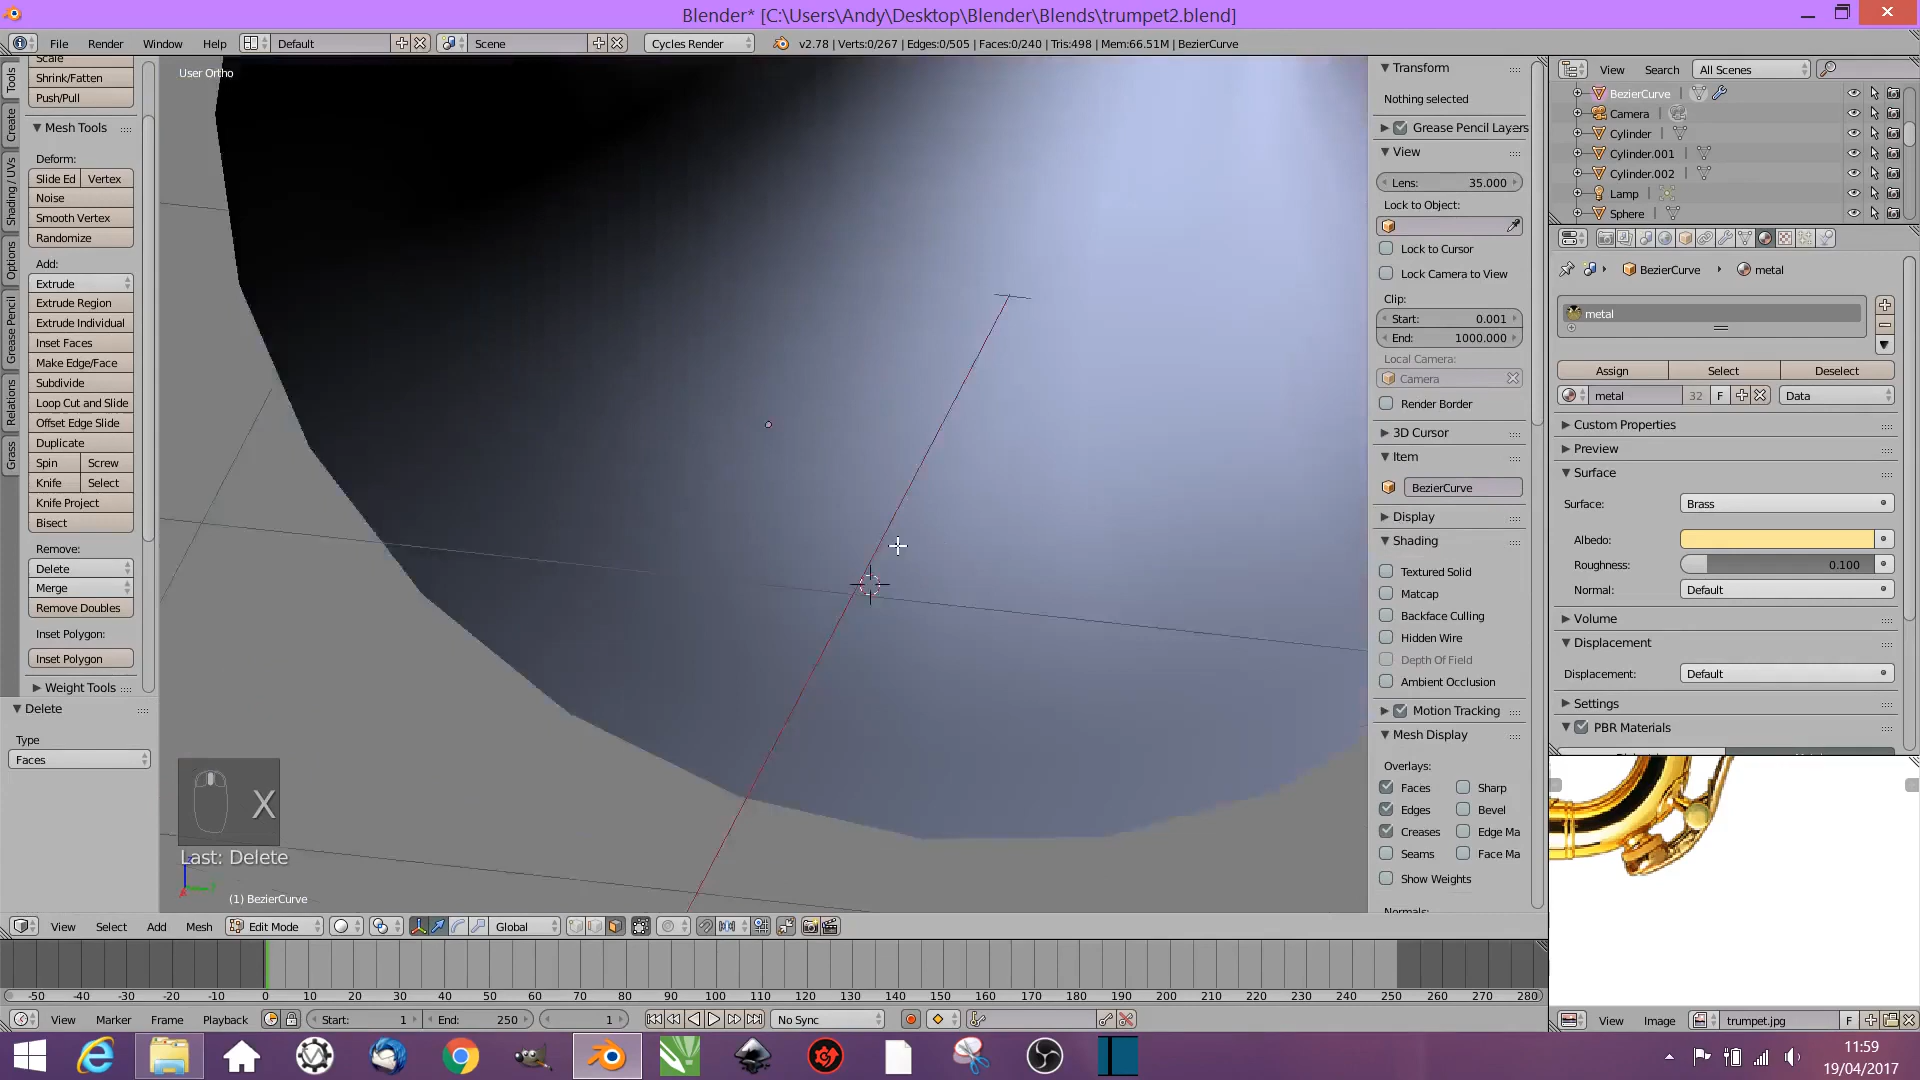 Blender* [C:\Users\Andy\Desktop\Blender\Blends\trumpet2.blend]
File Render Window Help Default Scene Cycles Render v2.78 | Verts:0/267 | Edges:0/505 | Faces:0/240 | Tris:498 | Mem:66.51M | BezierCurve
User Ortho
Tools
Create
Shading / UVs
Options
Grease Pencil
Relations
Grass
Scale
Shrink/Fatten
Push/Pull
Mesh Tools
Deform:
Slide Ed Vertex
Noise
Smooth Vertex
Randomize
Add:
Extrude
Extrude Region
Extrude Individual
Inset Faces
Make Edge/Face
Subdivide
Loop Cut and Slide
Offset Edge Slide
Duplicate
Spin Screw
Knife Select
Knife Project
Bisect
Remove:
Delete
Merge
Remove Doubles
Inset Polygon:
Inset Polygon
Weight Tools
Delete
Type
Faces
X
Last: Delete
(1) BezierCurve
Transform
Nothing selected
Grease Pencil Layers
View
Lens: 35.000
Lock to Object:
Lock to Cursor
Lock Camera to View
Clip:
Start: 0.001
End: 1000.000
Local Camera:
Camera
Render Border
3D Cursor
Item
BezierCurve
Display
Shading
Textured Solid
Matcap
Backface Culling
Hidden Wire
Depth Of Field
Ambient Occlusion
Motion Tracking
Mesh Display
Overlays:
Faces Sharp
Edges Bevel
Creases Edge Ma
Seams Face Ma
Show Weights
View Search All Scenes
BezierCurve
Camera
Cylinder
Cylinder.001
Cylinder.002
Lamp
Sphere
BezierCurve metal
metal
Assign Select Deselect
metal 32 F Data
Custom Properties
Preview
Surface
Surface: Brass
Albedo:
Roughness: 0.100
Normal: Default
Volume
Displacement
Displacement: Default
Settings
PBR Materials
View Select Add Mesh Edit Mode Global
-50 -40 -30 -20 -10 0 10 20 30 40 50 60 70 80 90 100 110 120 130 140 150 160 170 180 190 200 210 220 230 240 250 260 270 280
View Marker Frame Playback Start: 1 End: 250 1 No Sync
View Image trumpet.jpg F
11:59
19/04/2017